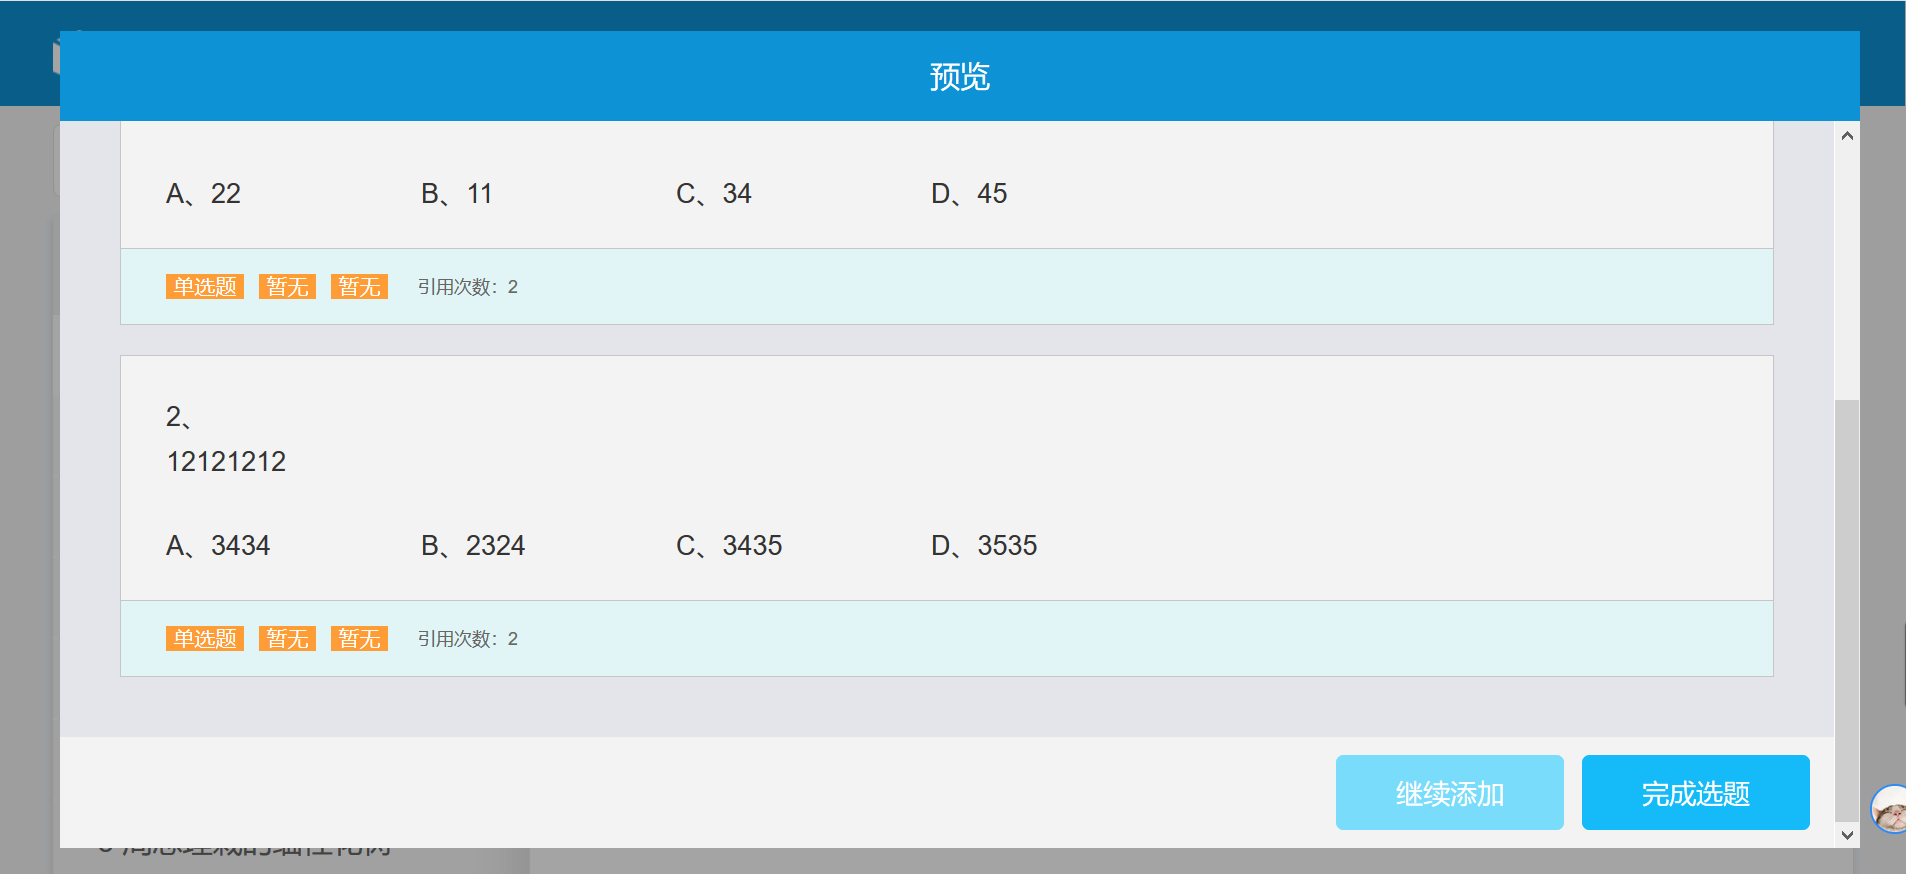 预览
A、22 B、11 C、34 D、45
单选题 暂无 暂无 引用次数：2
2、
12121212
A、3434 B、2324 C、3435 D、3535
单选题 暂无 暂无 引用次数：2
继续添加 完成选题